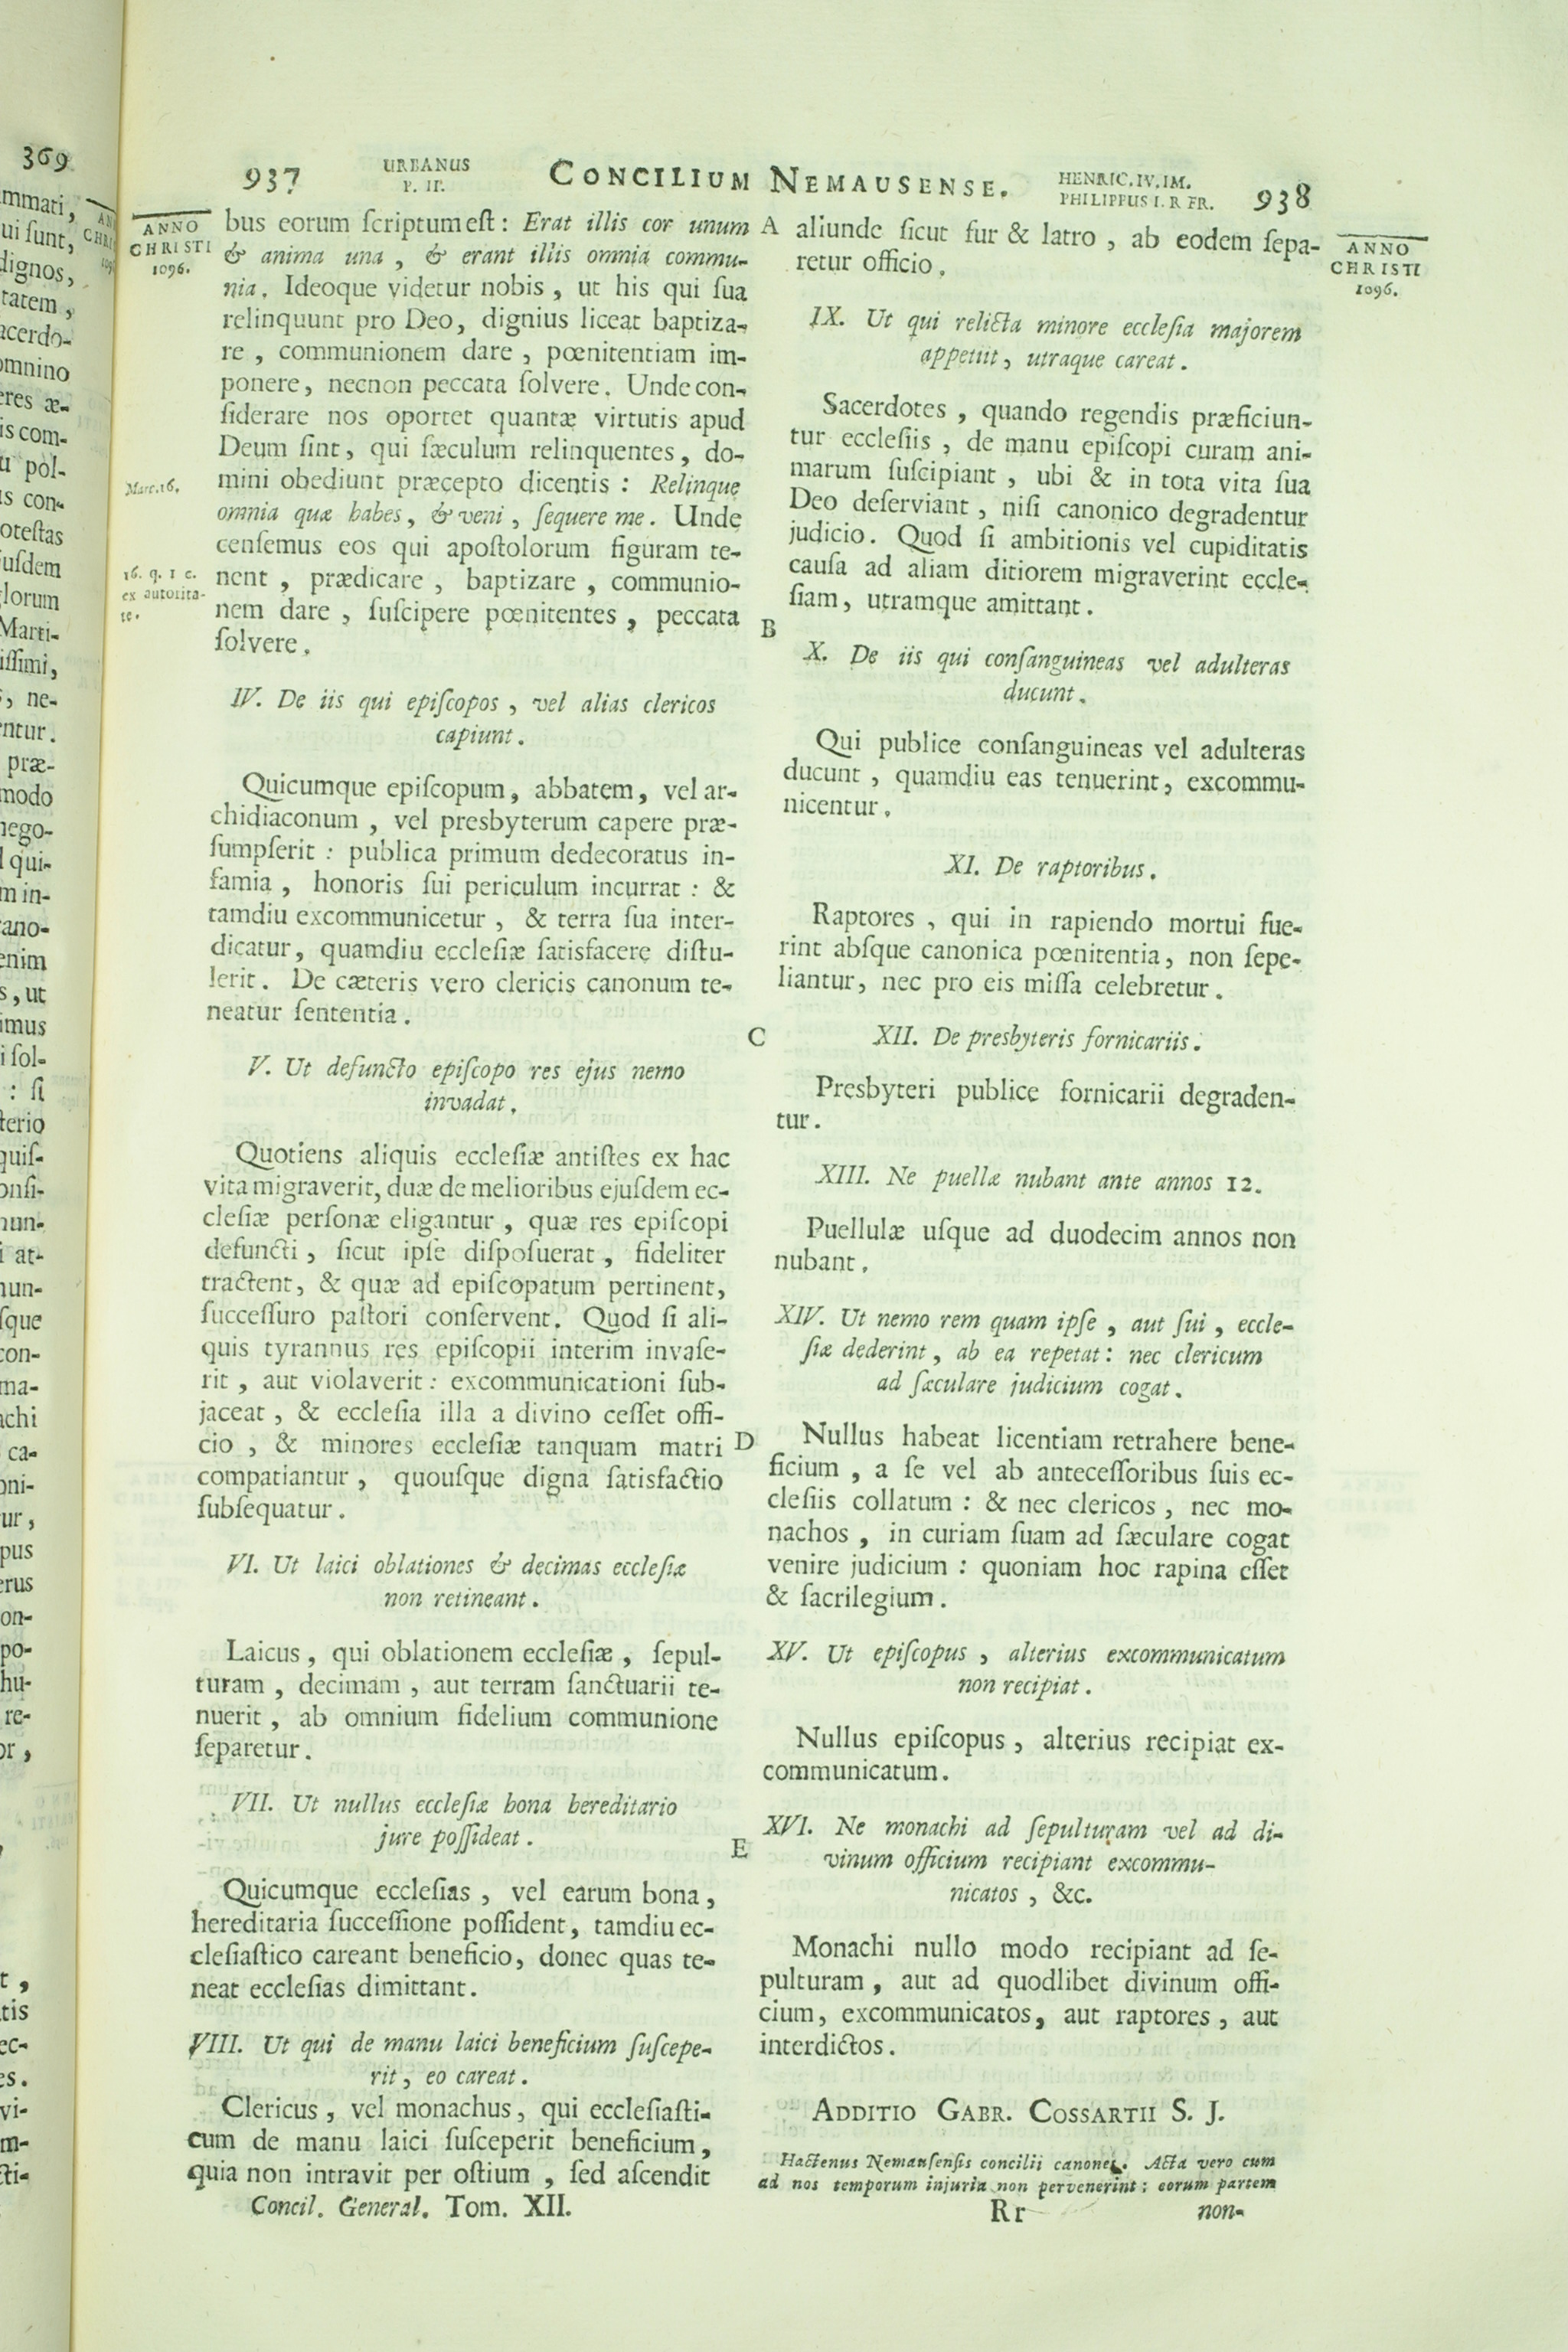 937
URBANUS
P. II.
CONCILIUM NEMAUSENSE.
HENRIC. IV. IM.
PHILIPPUS I. R FR.
938
ANNO
CHRISTI
1096.
bus eorum ſcriptum eſt: Erat illis cor unum
& anima una, & erant illis omnia commu-
nia. Ideoque videtur nobis, ut his qui ſua
relinquunt pro Deo, dignius liceat baptiza-
re, communionem dare, pœnitentiam im-
ponere, necnon peccata ſolvere. Unde con-
ſiderare nos oportet quantæ virtutis apud
Deum ſint, qui ſæculum relinquentes, do-
mini obediunt præcepto dicentis: Relinque
Marc. 16.
omnia quæ habes, & veni, ſequere me. Unde
cenſemus eos qui apoſtolorum figuram te-
16. q. 1 c.
ex autorita-
te.
nent, prædicare, baptizare, communio-
nem dare, ſuſcipere pœnitentes, peccata
ſolvere.
IV. De iis qui epiſcopos, vel alias clericos
capiunt.
Quicumque epiſcopum, abbatem, vel ar-
chidiaconum, vel presbyterum capere præ-
ſumpſerit: publica primum dedecoratus in-
famia, honoris ſui periculum incurrat: &
tamdiu excommunicetur, & terra ſua inter-
dicatur, quamdiu eccleſiæ ſatisfacere diſtu-
lerit. De cæteris vero clericis canonum te-
neatur ſententia.
V. Ut defuncto epiſcopo res ejus nemo
invadat.
Quotiens aliquis eccleſiæ antiſtes ex hac
vita migraverit, duæ de melioribus ejuſdem ec-
cleſiæ perſonæ eligantur, quæ res epiſcopi
defuncti, ſicut ipſe diſpoſuerat, fideliter
tractent, & quæ ad epiſcopatum pertinent,
ſucceſſuro paſtori conſervent. Quod ſi ali-
quis tyrannus res epiſcopii interim invaſe-
rit, aut violaverit: excommunicationi ſub-
jaceat, & eccleſia illa a divino ceſſet offi-
cio, & minores eccleſiæ tanquam matri
compatiantur, quouſque digna ſatisfactio
ſubſequatur.
VI. Ut laici oblationes & decimas eccleſiæ
non retineant.
Laicus, qui oblationem eccleſiæ, ſepul-
turam, decimam, aut terram ſanctuarii te-
nuerit, ab omnium fidelium communione
ſeparetur.
VII. Ut nullus eccleſiæ bona hereditario
jure poſſideat.
Quicumque eccleſias, vel earum bona,
hereditaria ſucceſſione poſſident, tamdiu ec-
cleſiaſtico careant beneficio, donec quas te-
neat eccleſias dimittant.
VIII. Ut qui de manu laici beneficium ſuſcepe-
rit, eo careat.
Clericus, vel monachus, qui eccleſiaſti-
cum de manu laici ſuſceperit beneficium,
quia non intravit per oſtium, ſed aſcendit
Concil. General. Tom. XII.
A
B
C
D
E
aliunde ſicut fur & latro, ab eodem ſepa-
retur officio.
ANNO
CHRISTI
1096.
IX. Ut qui relicta minore eccleſia majorem
appetit, utraque careat.
Sacerdotes, quando regendis præficiun-
tur eccleſiis, de manu epiſcopi curam ani-
marum ſuſcipiant, ubi & in tota vita ſua
Deo deſerviant, niſi canonico degradentur
judicio. Quod ſi ambitionis vel cupiditatis
cauſa ad aliam ditiorem migraverint eccle-
ſiam, utramque amittant.
X. De iis qui conſanguineas vel adulteras
ducunt.
Qui publice conſanguineas vel adulteras
ducunt, quamdiu eas tenuerint, excommu-
nicentur.
XI. De raptoribus.
Raptores, qui in rapiendo mortui fue-
rint abſque canonica pœnitentia, non ſepe-
liantur, nec pro eis miſſa celebretur.
XII. De presbyteris fornicariis.
Presbyteri publice fornicarii degraden-
tur.
XIII. Ne puellæ nubant ante annos 12.
Puellulæ uſque ad duodecim annos non
nubant.
XIV. Ut nemo rem quam ipſe, aut ſui, eccle-
ſiæ dederint, ab ea repetat: nec clericum
ad ſæculare judicium cogat.
Nullus habeat licentiam retrahere bene-
ficium, a ſe vel ab anteceſſoribus ſuis ec-
cleſiis collatum: & nec clericos, nec mo-
nachos, in curiam ſuam ad ſæculare cogat
venire judicium: quoniam hoc rapina eſſet
& ſacrilegium.
XV. Ut epiſcopus, alterius excommunicatum
non recipiat.
Nullus epiſcopus, alterius recipiat ex-
communicatum.
XVI. Ne monachi ad ſepulturam vel ad di-
vinum officium recipiant excommu-
nicatos, &c.
Monachi nullo modo recipiant ad ſe-
pulturam, aut ad quodlibet divinum offi-
cium, excommunicatos, aut raptores, aut
interdictos.
ADDITIO GABR. COSSARTII S. J.
Hactenus Nemauſenſis concilii canones. Acta vero cum
ad nos temporum injuria non pervenerint: eorum partem
Rr
non-